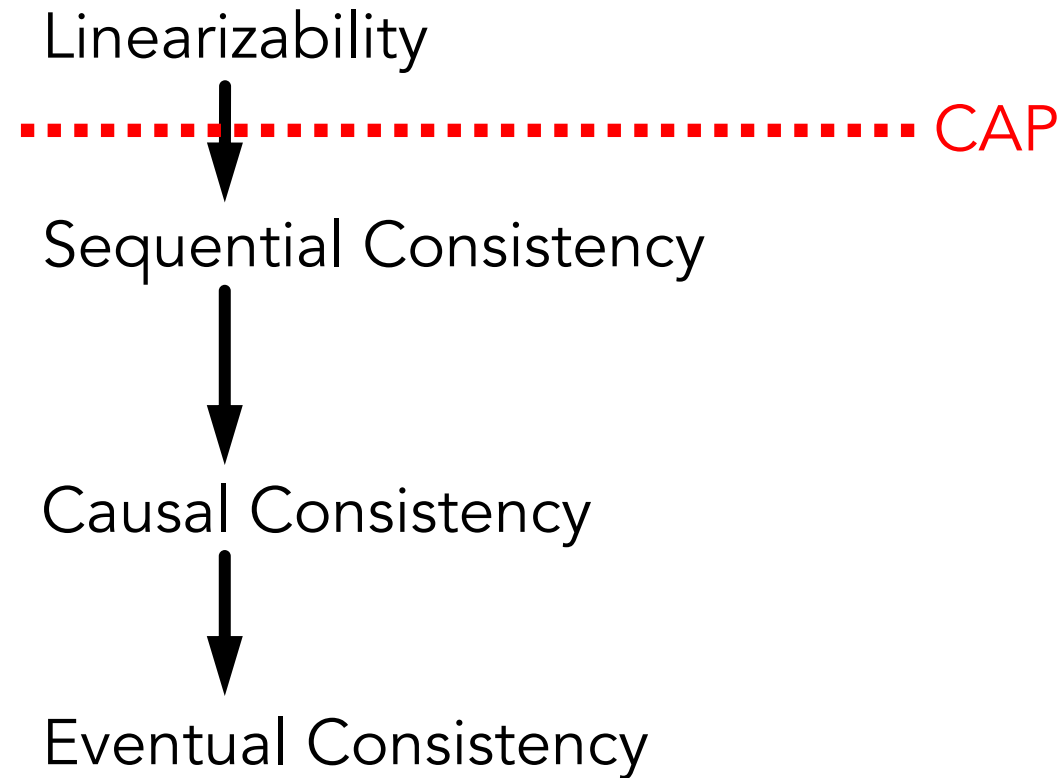 Linearizability
CAP
Sequential Consistency
Causal Consistency
Eventual Consistency